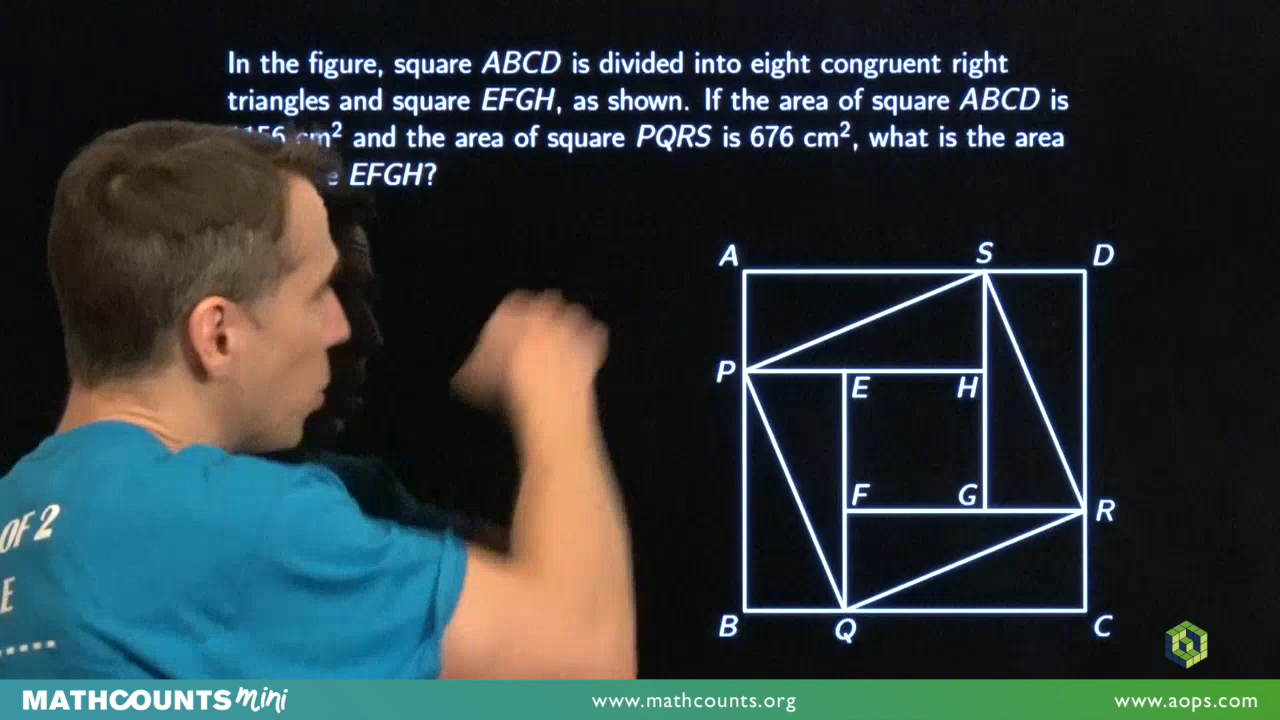 In the figure, square ABCD is divided into eight congruent right
triangles and square EFGH, as shown. If the area of square ABCD is
cm² and the area of square PQRS is 676 cm², what is the area
EFGH?
A
S
D
P
E
H
F
G
R
B
Q
C
OF 2
MATHCOUNTS mini
www.mathcounts.org
www.aops.com